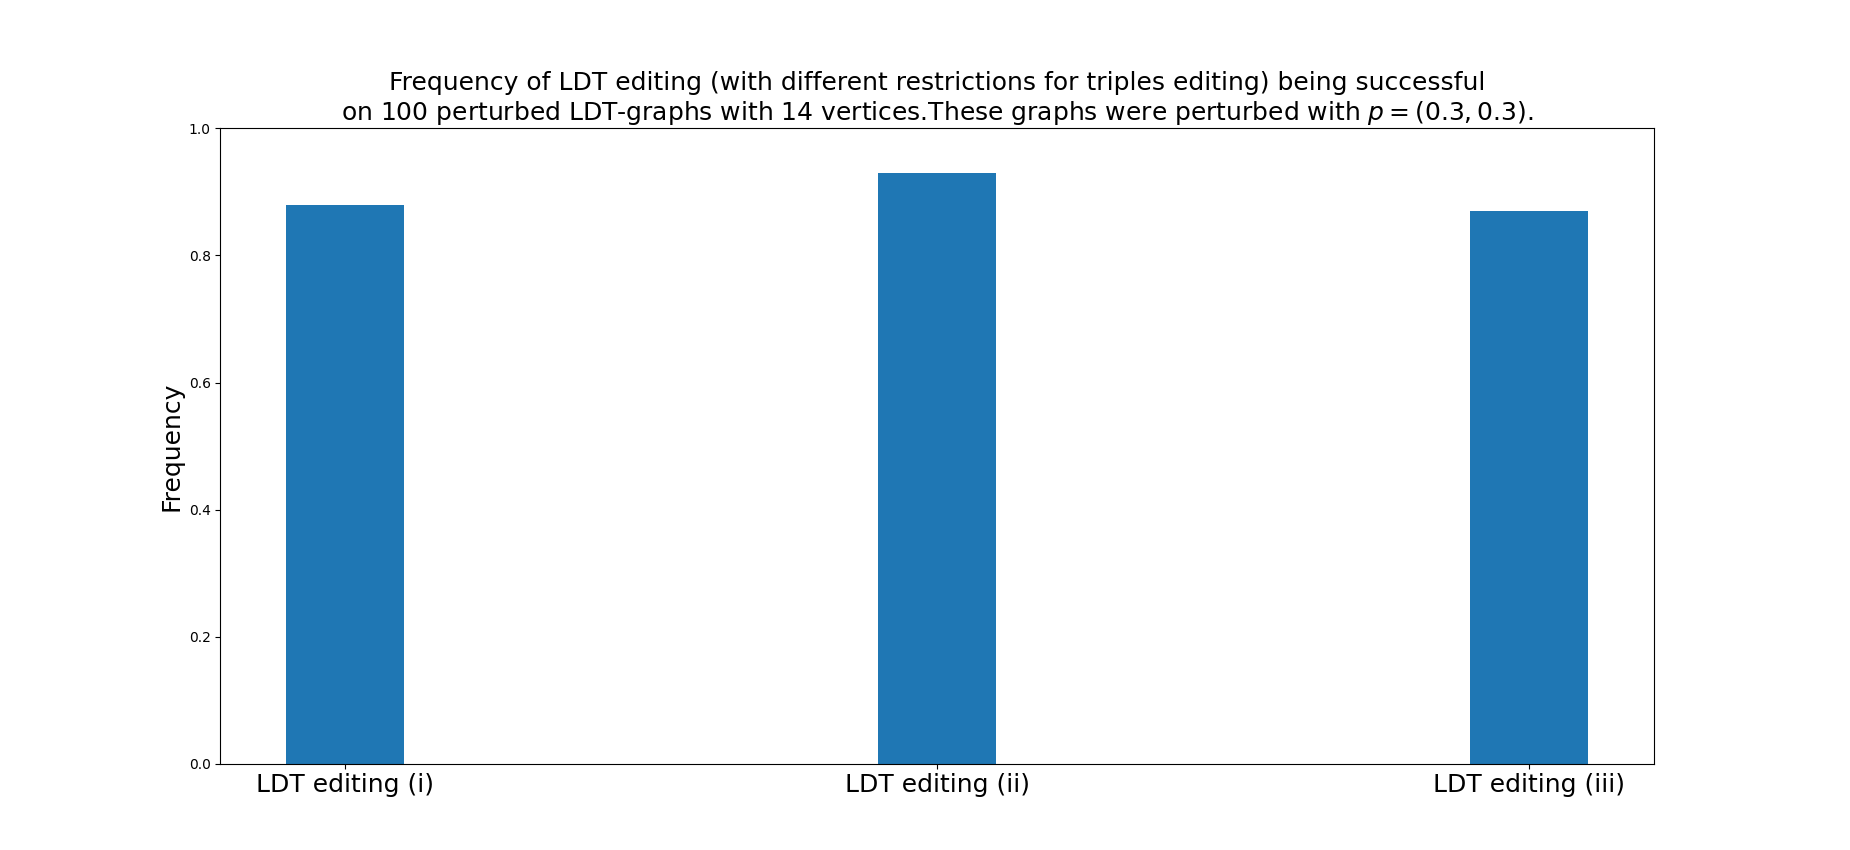 Frequency of LDT editing (with different restrictions for triples editing) being successful
on 100 perturbed LDT-graphs with 14 vertices.These graphs were perturbed with p = (0.3, 0.3).
1.0
0.8
0.6
0.4
0.2
0.0
Frequency
LDT editing (i)
LDT editing (ii)
LDT editing (iii)